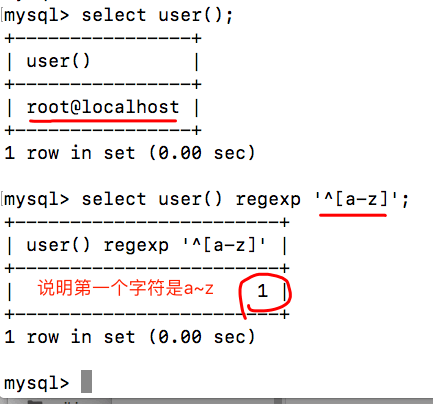 mysql> select user();
+----------------+
| user()         |
+----------------+
| root@localhost |
+----------------+
1 row in set (0.00 sec)
mysql> select user() regexp '^[a-z]';
+------------------------+
| user() regexp '^[a-z]' |
+------------------------+
| 说明第一个字符是a~z 1 |
+------------------------+
1 row in set (0.00 sec)
mysql>